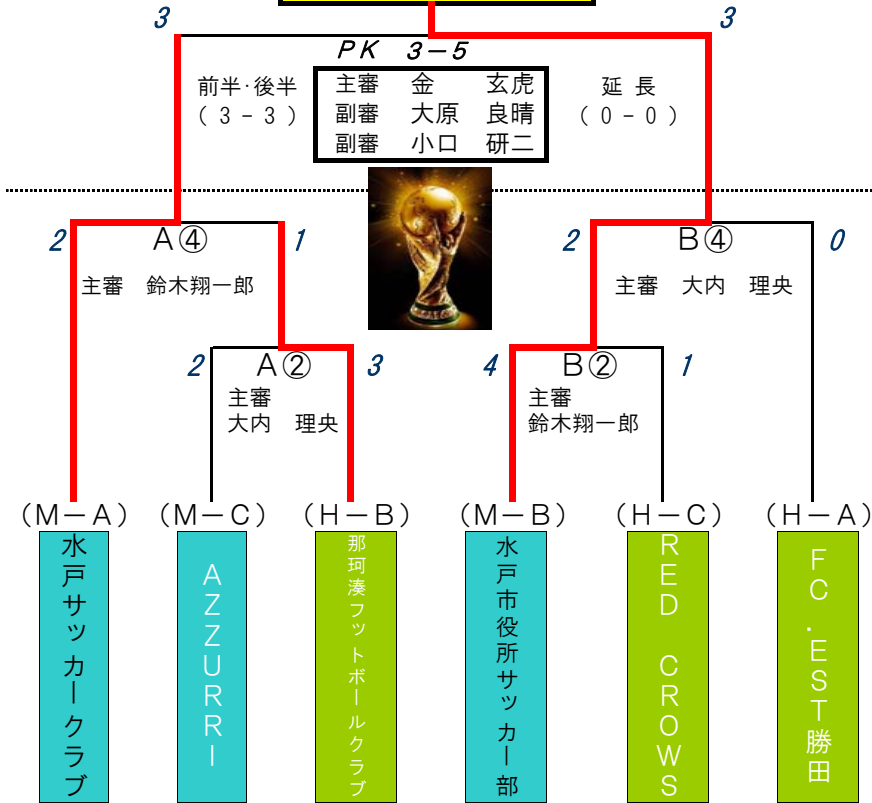 3
3
PK 3-5
前半・後半
(3-3)
主審 金 玄虎
副審 大原 良晴
副審 小口 研二
延長
(0-0)
2
A④
1
2
B④
0
主審 鈴木翔一郎
主審 大内 理央
2
A②
3
4
B②
1
主審
大内 理央
主審
鈴木翔一郎
(M-A)
(M-C)
(H-B)
(M-B)
(H-C)
(H-A)
水戸サッカークラブ
AZZURRI
那珂湊フットボールクラブ
水戸市役所サッカー部
RED CROWS
FC.EST勝田